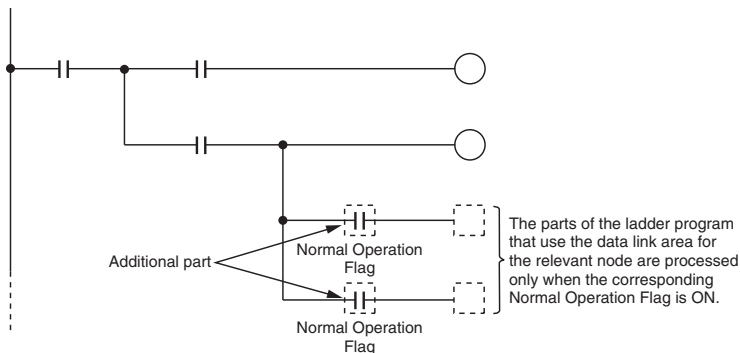 Additional part
Normal Operation
Flag
Normal Operation
Flag
The parts of the ladder program
that use the data link area for
the relevant node are processed
only when the corresponding
Normal Operation Flag is ON.